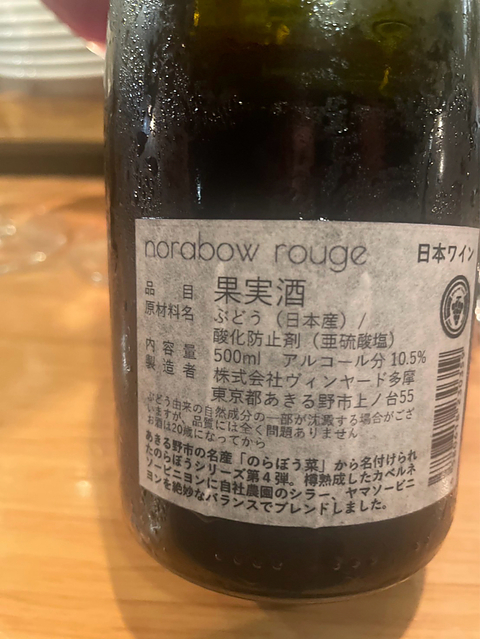 norabow rouge 日本ワイン
品目 果実酒
原材料名 ぶどう（日本産）/
酸化防止剤（亜硫酸塩）
内容量 500ml アルコール分 10.5%
製造者 株式会社ヴィンヤード多摩
東京都あきる野市上ノ台55
ぶどう由来の自然成分の一部が沈澱する場合がござ
いますが、品質には全く問題ありません
お酒は20歳になってから
あきる野市の名産「のらぼう菜」から名付けられ
たのらぼうシリーズ第4弾。樽熟成したカベルネ
ソービニヨンに自社農園のシラー、ヤマソービニ
ヨンを絶妙なバランスでブレンドしました。